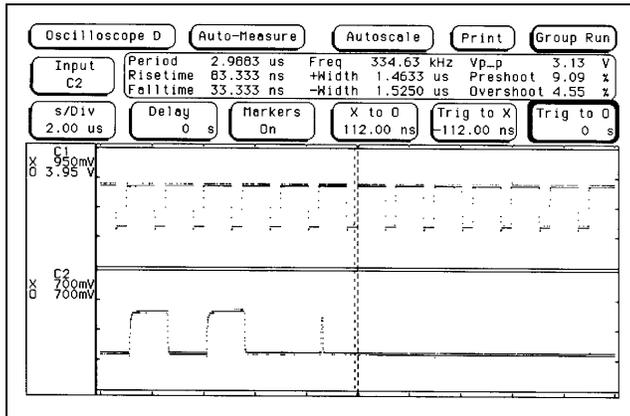 Oscilloscope D Auto-Measure Autoscale Print Group Run
Input
C2
Period 2.9883 us Freq 334.63 kHz Vp_p 3.13 V
Risetime 83.333 ns +Width 1.4633 us Preshoot 9.09 %
Falltime 33.333 ns -Width 1.5250 us Overshoot 4.55 %
s/Div
2.00 us
Delay
0 s
Markers
On
X to O
112.00 ns
Trig to X
-112.00 ns
Trig to O
0 s
C1
X 950mV
O 3.95 V
C2
X 700mV
O 700mV